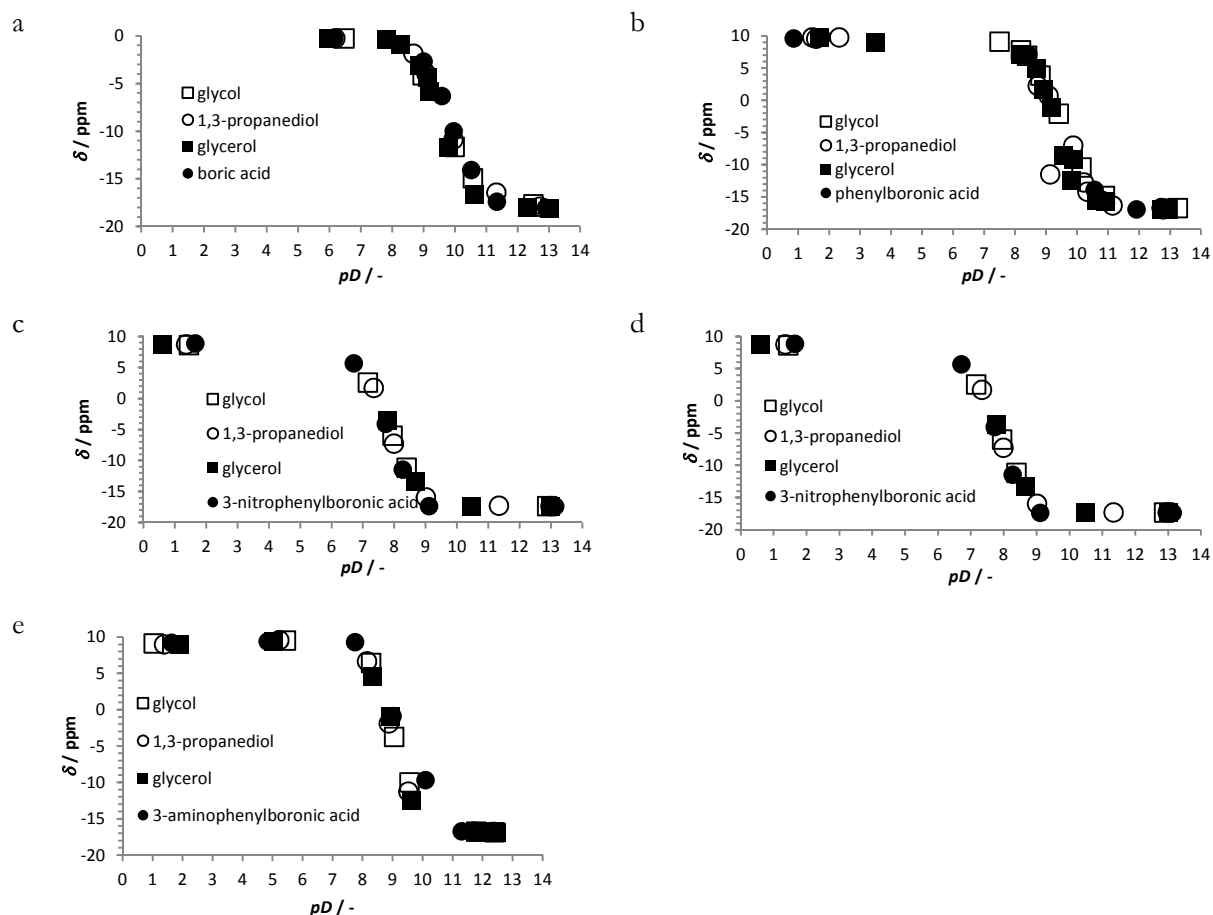 a
0
-5
-10
-15
-20
δ / ppm
glycol
1,3-propanediol
glycerol
boric acid
0 1 2 3 4 5 6 7 8 9 10 11 12 13 14
pD / -
b
10
5
0
-5
-10
-15
-20
δ / ppm
glycol
1,3-propanediol
glycerol
phenylboronic acid
0 1 2 3 4 5 6 7 8 9 10 11 12 13 14
pD / -
c
10
5
0
-5
-10
-15
-20
δ / ppm
glycol
1,3-propanediol
glycerol
3-nitrophenylboronic acid
0 1 2 3 4 5 6 7 8 9 10 11 12 13 14
pD / -
d
10
5
0
-5
-10
-15
-20
δ / ppm
glycol
1,3-propanediol
glycerol
3-nitrophenylboronic acid
0 1 2 3 4 5 6 7 8 9 10 11 12 13 14
pD / -
e
10
5
0
-5
-10
-15
-20
δ / ppm
glycol
1,3-propanediol
glycerol
3-aminophenylboronic acid
0 1 2 3 4 5 6 7 8 9 10 11 12 13 14
pD / -